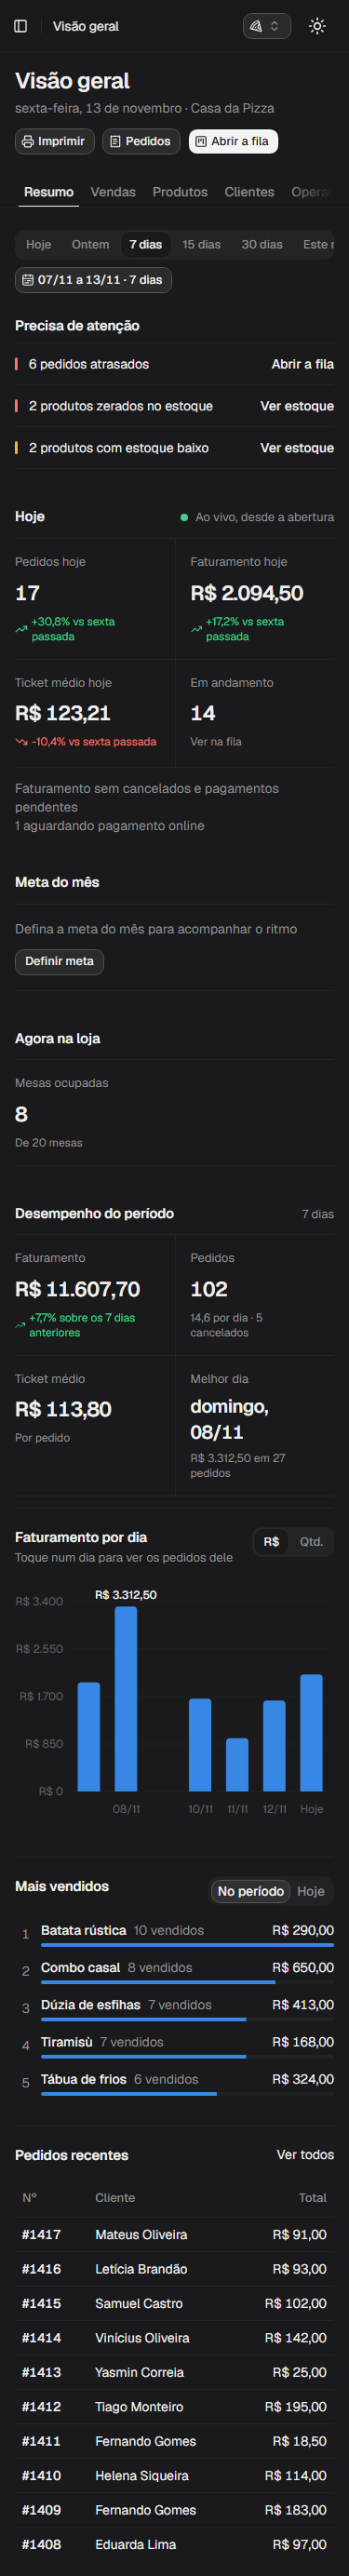 Visão geral
Visão geral
sexta-feira, 13 de novembro · Casa da Pizza
Imprimir
Pedidos
Abrir a fila
Resumo Vendas Produtos Clientes Opera
Hoje Ontem 7 dias 15 dias 30 dias Este
07/11 a 13/11 · 7 dias
Precisa de atenção
6 pedidos atrasados Abrir a fila
2 produtos zerados no estoque Ver estoque
2 produtos com estoque baixo Ver estoque
Hoje Ao vivo, desde a abertura
Pedidos hoje
17
+30,8% vs sexta
passada
Faturamento hoje
R$ 2.094,50
+17,2% vs sexta
passada
Ticket médio hoje
R$ 123,21
-10,4% vs sexta passada
Em andamento
14
Ver na fila
Faturamento sem cancelados e pagamentos
pendentes
1 aguardando pagamento online
Meta do mês
Defina a meta do mês para acompanhar o ritmo
Definir meta
Agora na loja
Mesas ocupadas
8
De 20 mesas
Desempenho do período 7 dias
Faturamento
R$ 11.607,70
+7,7% sobre os 7 dias
anteriores
Pedidos
102
14,6 por dia · 5
cancelados
Ticket médio
R$ 113,80
Por pedido
Melhor dia
domingo,
08/11
R$ 3.312,50 em 27
pedidos
Faturamento por dia
Toque num dia para ver os pedidos dele
R$ Qtd.
R$ 3.312,50
R$ 3.400
R$ 2.550
R$ 1.700
R$ 850
R$ 0
08/11 10/11 11/11 12/11 Hoje
Mais vendidos No período Hoje
1 Batata rústica 10 vendidos R$ 290,00
2 Combo casal 8 vendidos R$ 650,00
3 Dúzia de esfihas 7 vendidos R$ 413,00
4 Tiramisù 7 vendidos R$ 168,00
5 Tábua de frios 6 vendidos R$ 324,00
Pedidos recentes Ver todos
Nº Cliente Total
#1417 Mateus Oliveira R$ 91,00
#1416 Letícia Brandão R$ 93,00
#1415 Samuel Castro R$ 102,00
#1414 Vinícius Oliveira R$ 142,00
#1413 Yasmin Correia R$ 25,00
#1412 Tiago Monteiro R$ 195,00
#1411 Fernando Gomes R$ 18,50
#1410 Helena Siqueira R$ 114,00
#1409 Fernando Gomes R$ 183,00
#1408 Eduarda Lima R$ 97,00